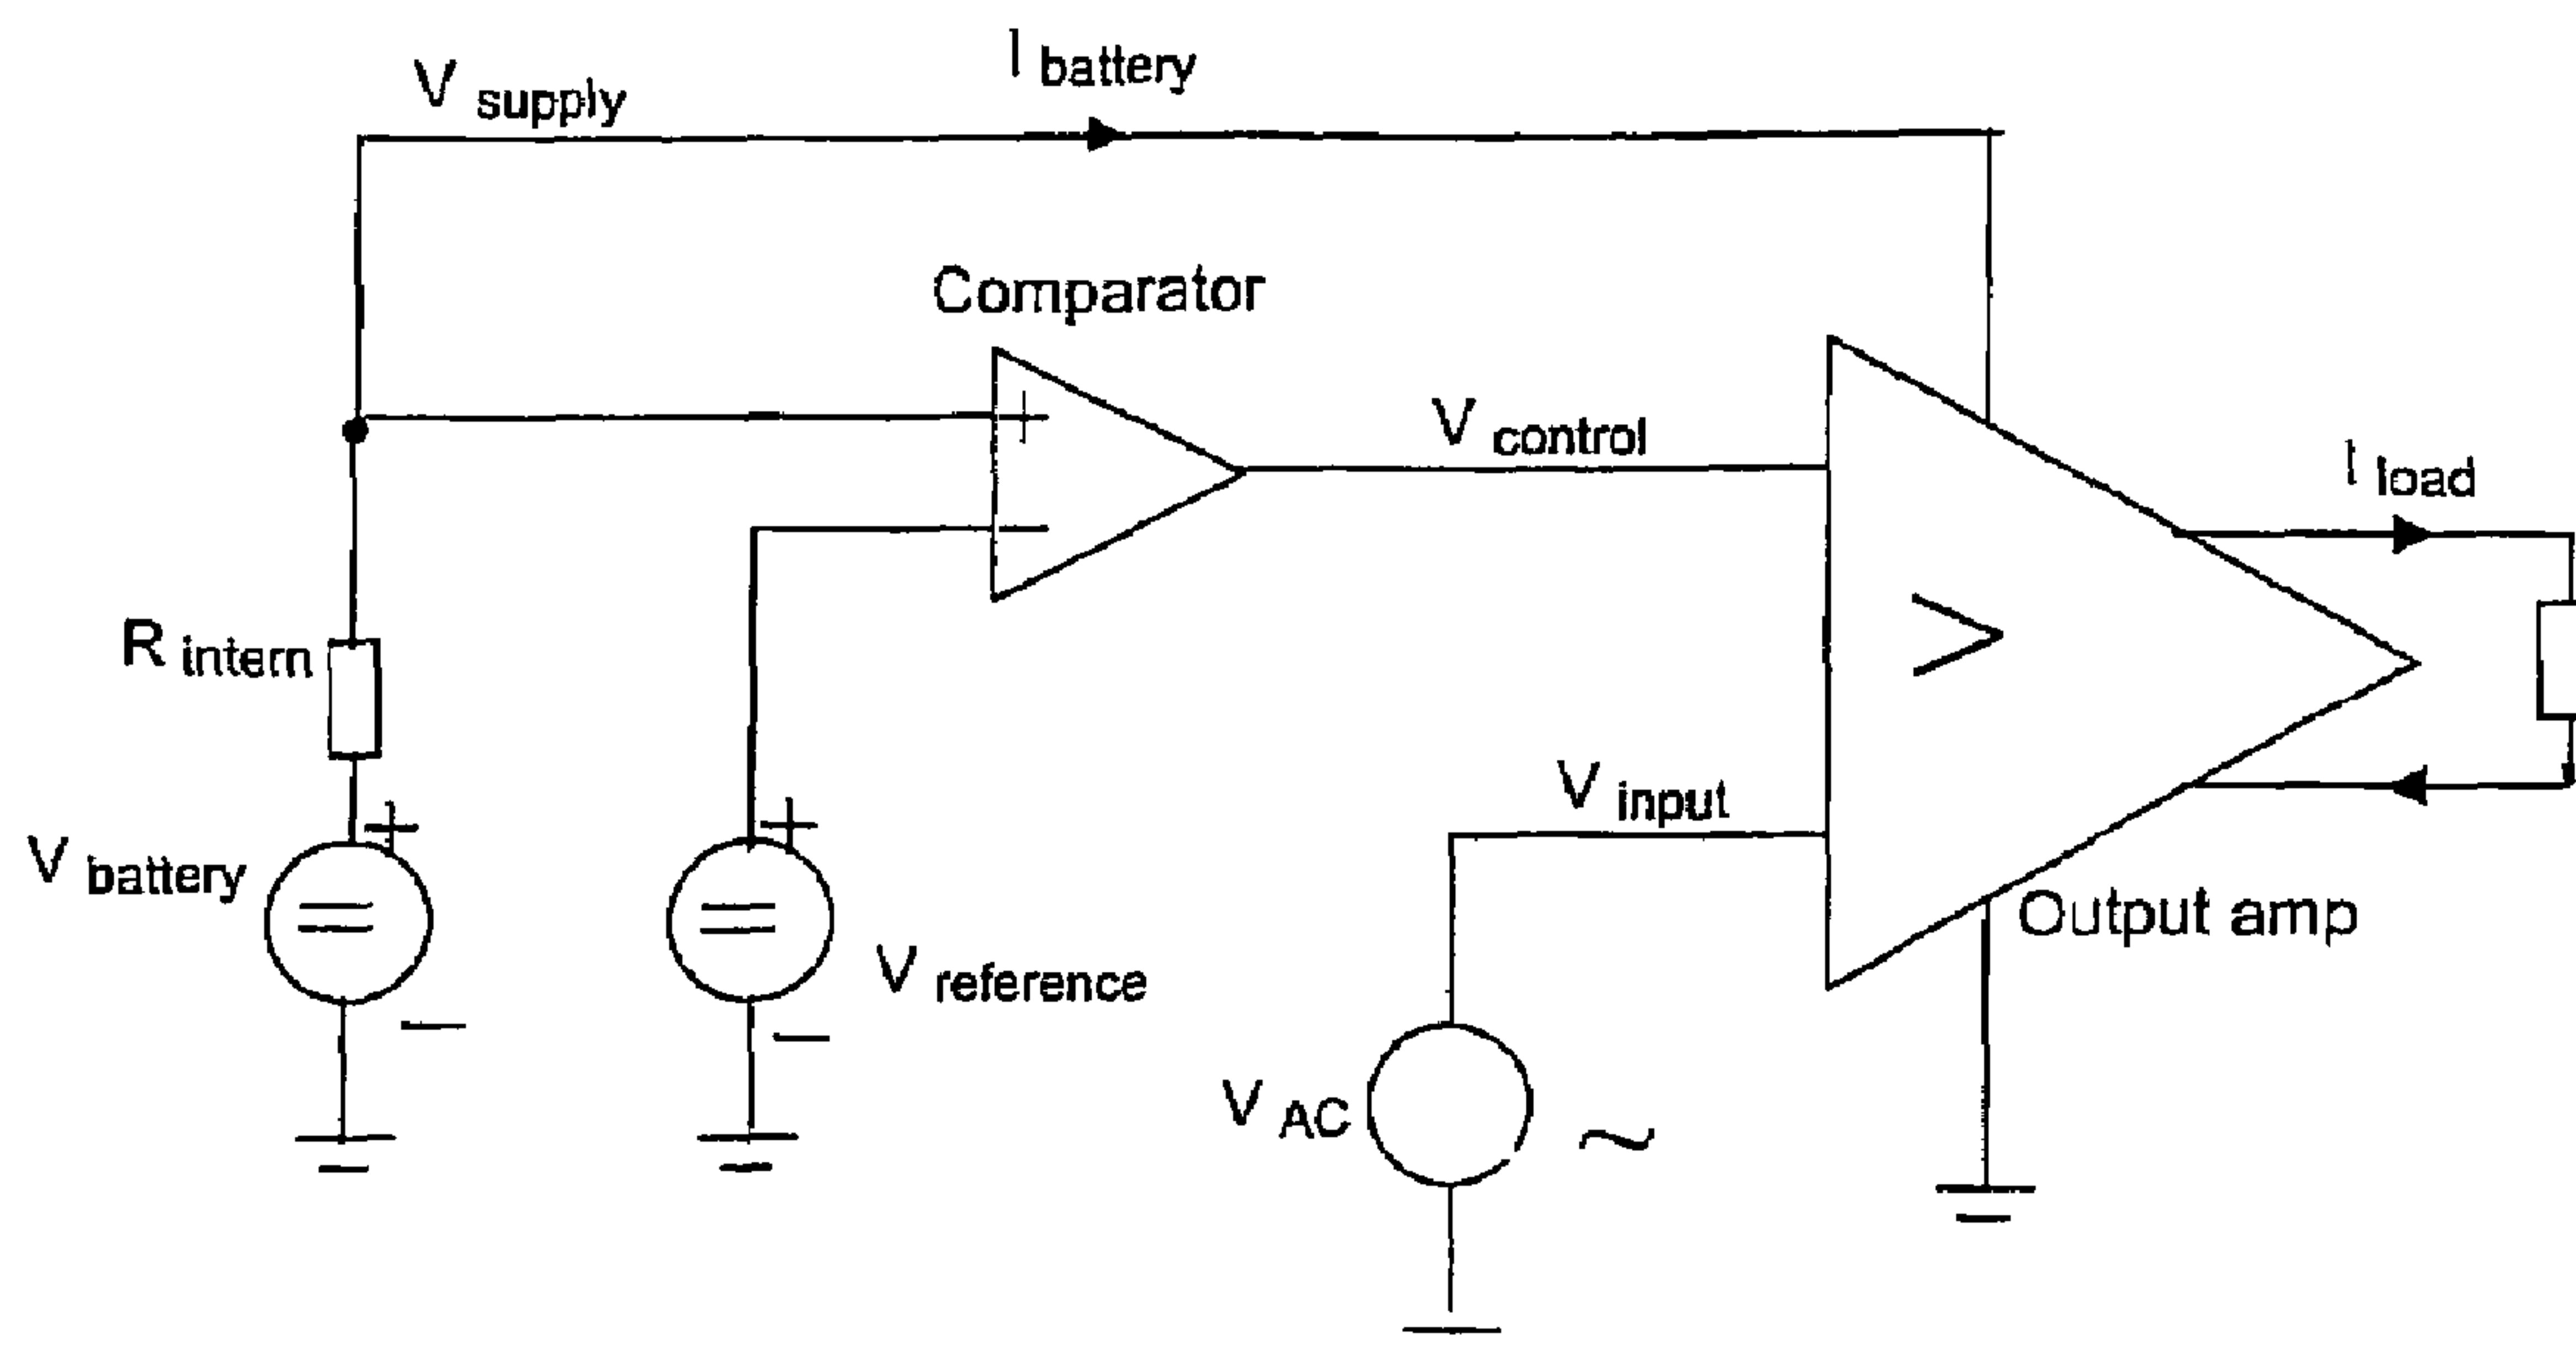 V supply
I battery
Comparator
+
−
V control
I load
R intern
>
V input
V battery
+
=
−
+
=
V reference
−
Output amp
V AC
~